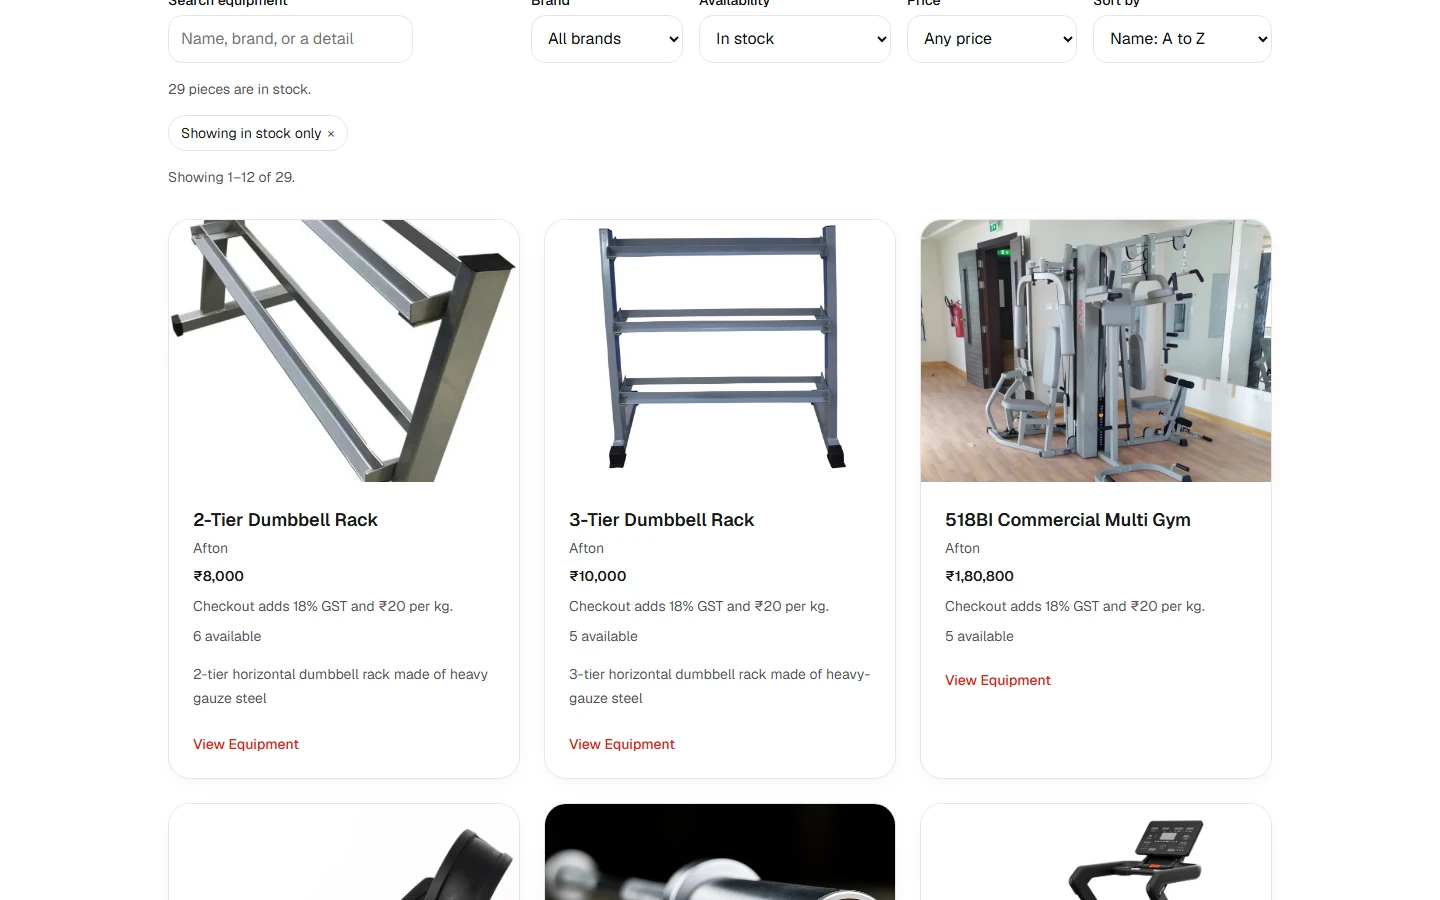 Search equipment
Brand
Availability
Price
Sort by
Name, brand, or a detail
All brands
In stock
Any price
Name: A to Z
29 pieces are in stock.
Showing in stock only ×
Showing 1–12 of 29.
2-Tier Dumbbell Rack
Afton
₹8,000
Checkout adds 18% GST and ₹20 per kg.
6 available
2-tier horizontal dumbbell rack made of heavy
gauze steel
View Equipment
3-Tier Dumbbell Rack
Afton
₹10,000
Checkout adds 18% GST and ₹20 per kg.
5 available
3-tier horizontal dumbbell rack made of heavy-
gauze steel
View Equipment
518BI Commercial Multi Gym
Afton
₹1,80,800
Checkout adds 18% GST and ₹20 per kg.
5 available
View Equipment